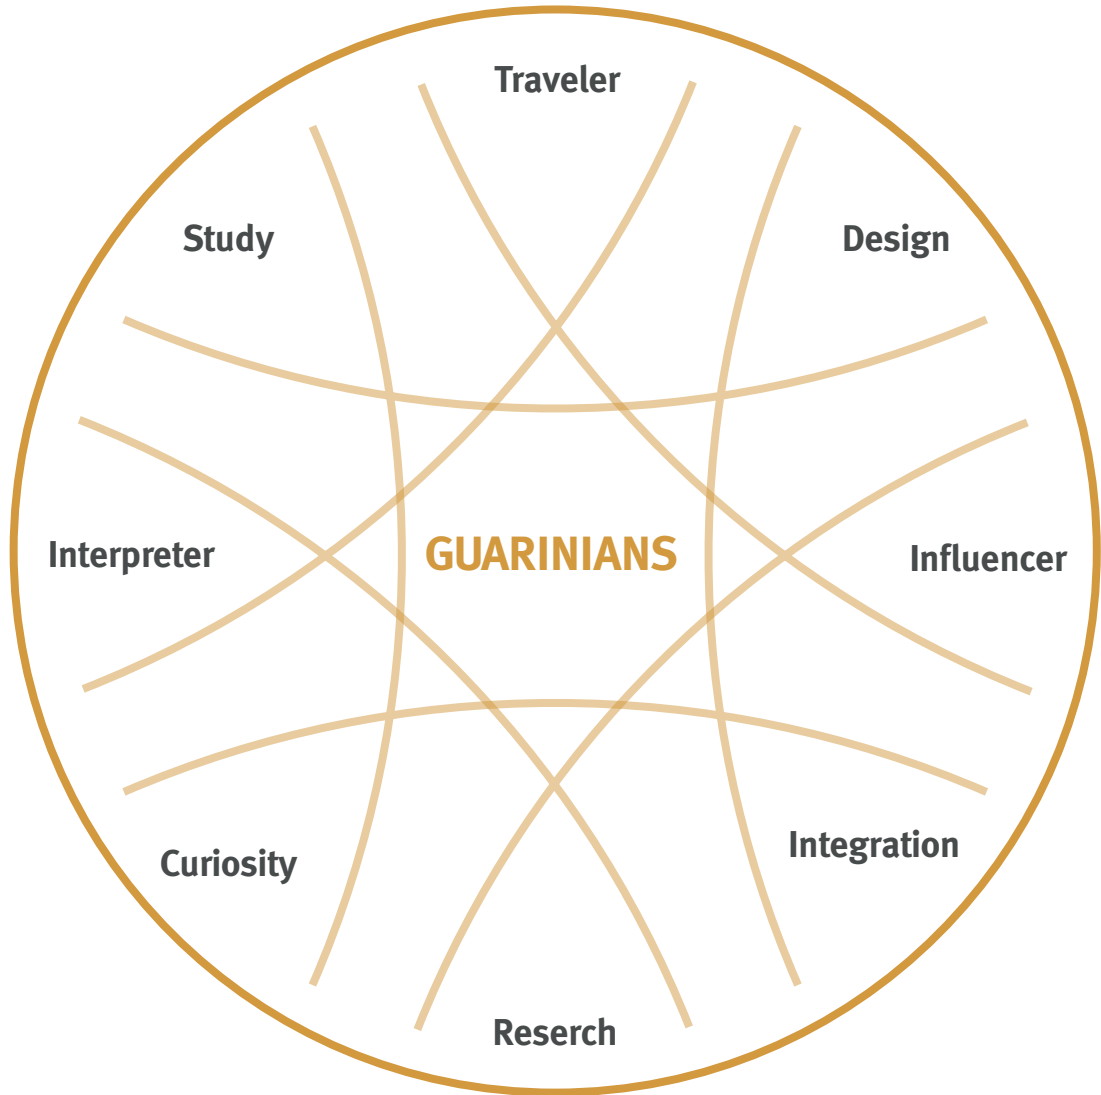 Traveler
Study
Design
Interpreter
GUARINIANS
Influencer
Curiosity
Integration
Reserch